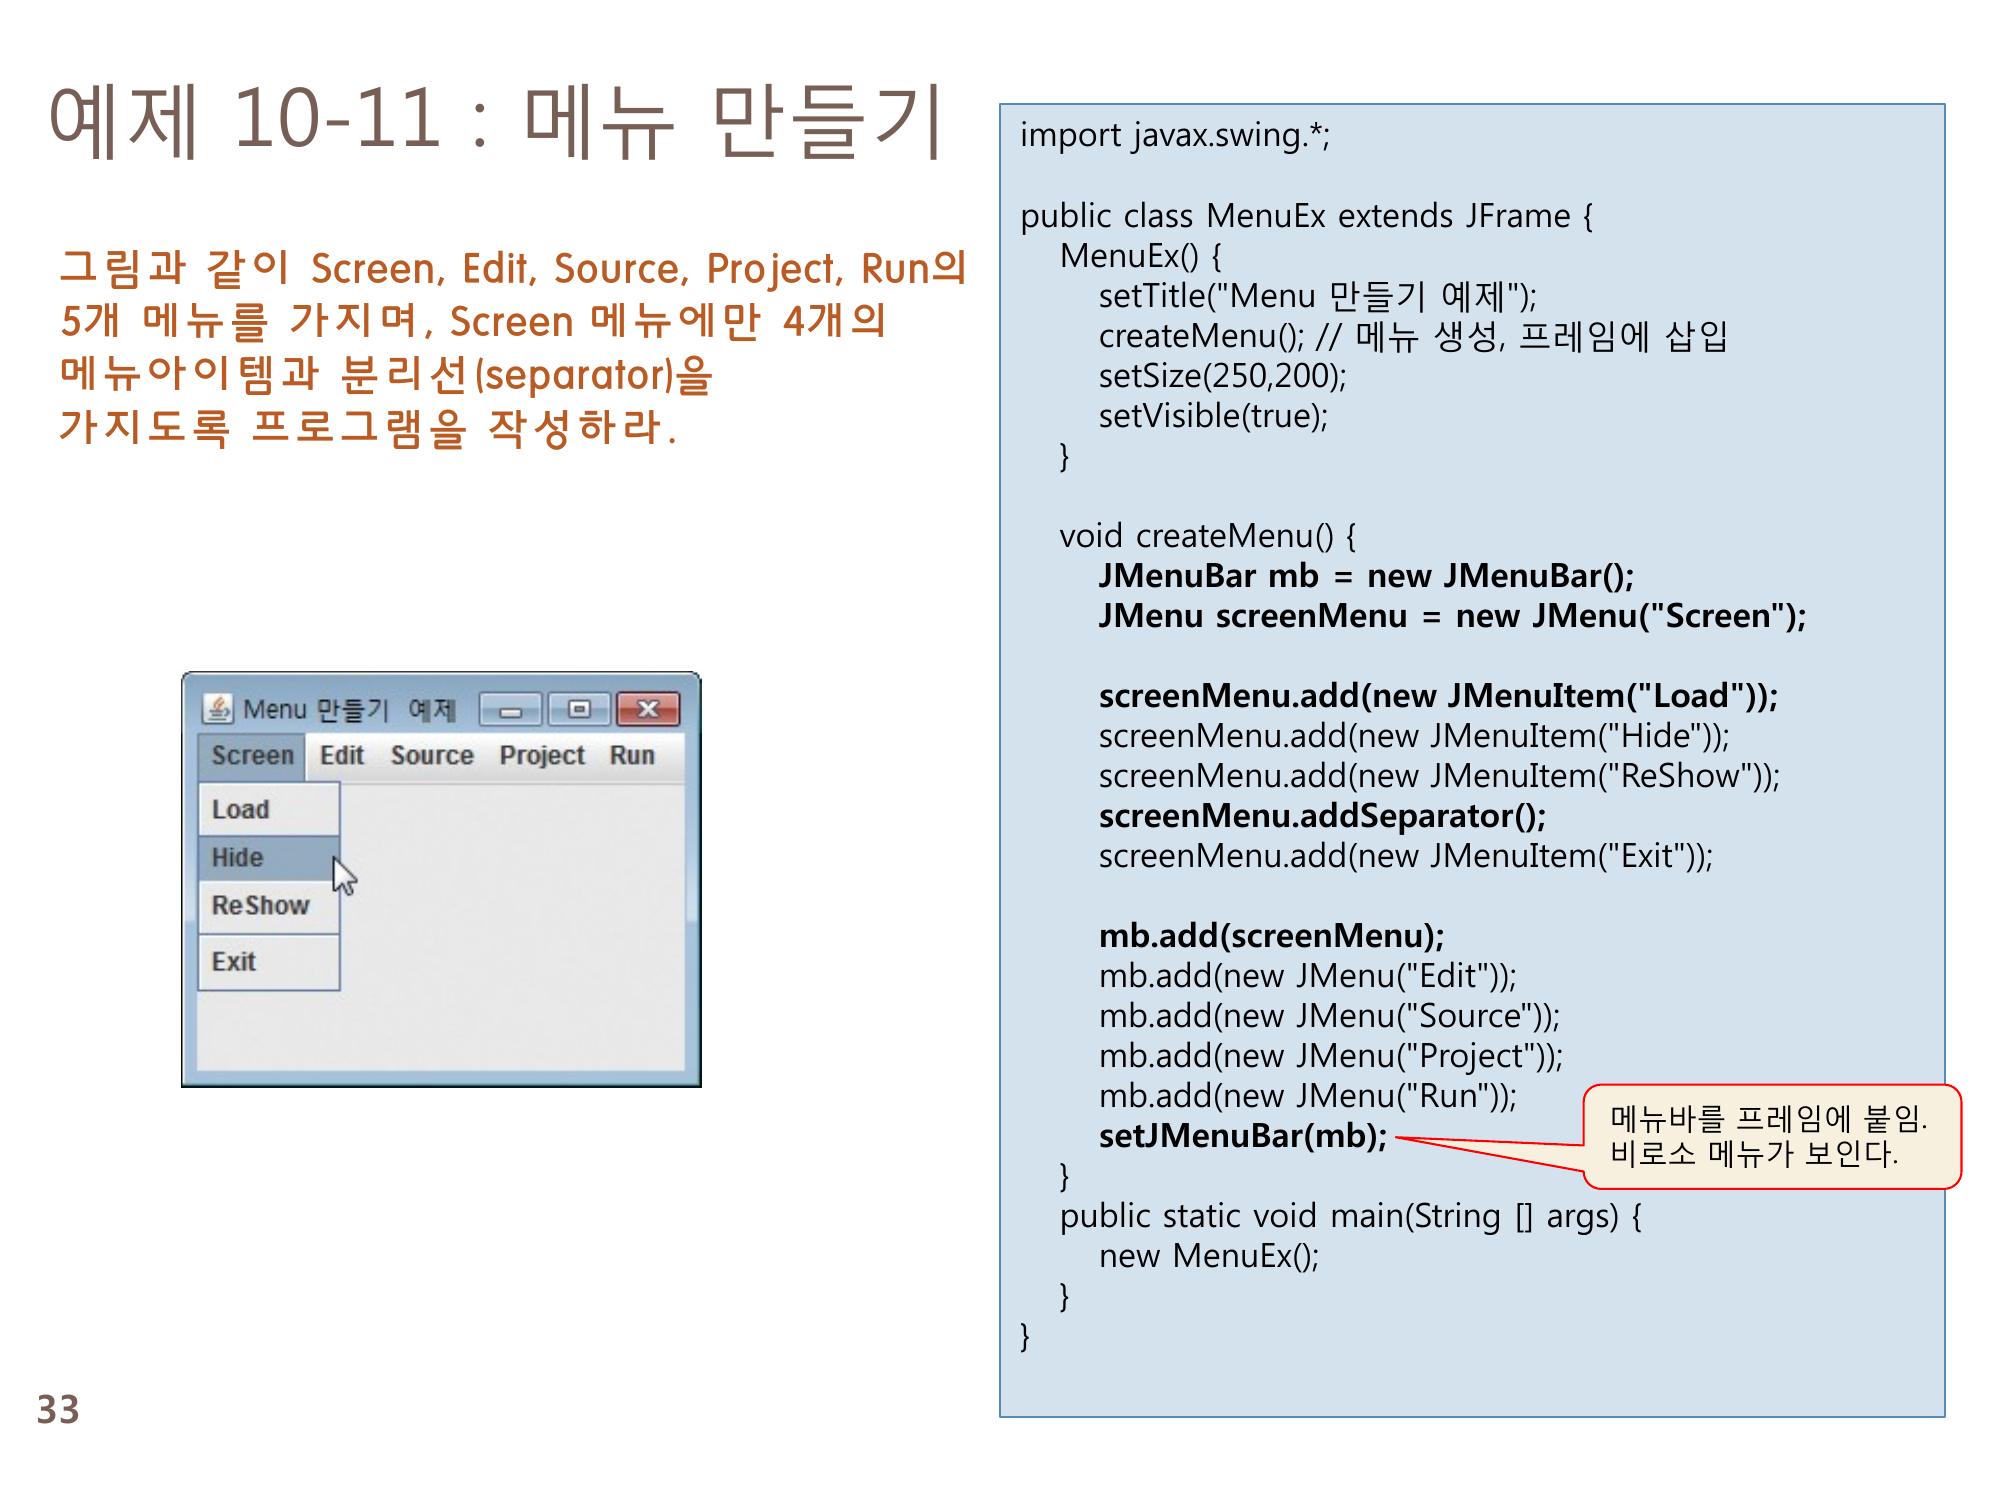 예제 10-11 : 메뉴 만들기
그림과 같이 Screen, Edit, Source, Project, Run의
5개 메뉴를 가지며, Screen 메뉴에만 4개의
메뉴아이템과 분리선(separator)을
가지도록 프로그램을 작성하라.
Menu 만들기 예제
Screen Edit Source Project Run
Load
Hide
ReShow
Exit
import javax.swing.*;
public class MenuEx extends JFrame {
MenuEx() {
setTitle("Menu 만들기 예제");
createMenu(); // 메뉴 생성, 프레임에 삽입
setSize(250,200);
setVisible(true);
}
void createMenu() {
JMenuBar mb = new JMenuBar();
JMenu screenMenu = new JMenu("Screen");
screenMenu.add(new JMenuItem("Load"));
screenMenu.add(new JMenuItem("Hide"));
screenMenu.add(new JMenuItem("ReShow"));
screenMenu.addSeparator();
screenMenu.add(new JMenuItem("Exit"));
mb.add(screenMenu);
mb.add(new JMenu("Edit"));
mb.add(new JMenu("Source"));
mb.add(new JMenu("Project"));
mb.add(new JMenu("Run"));
setJMenuBar(mb);
}
public static void main(String [] args) {
new MenuEx();
}
}
메뉴바를 프레임에 붙임.
비로소 메뉴가 보인다.
33